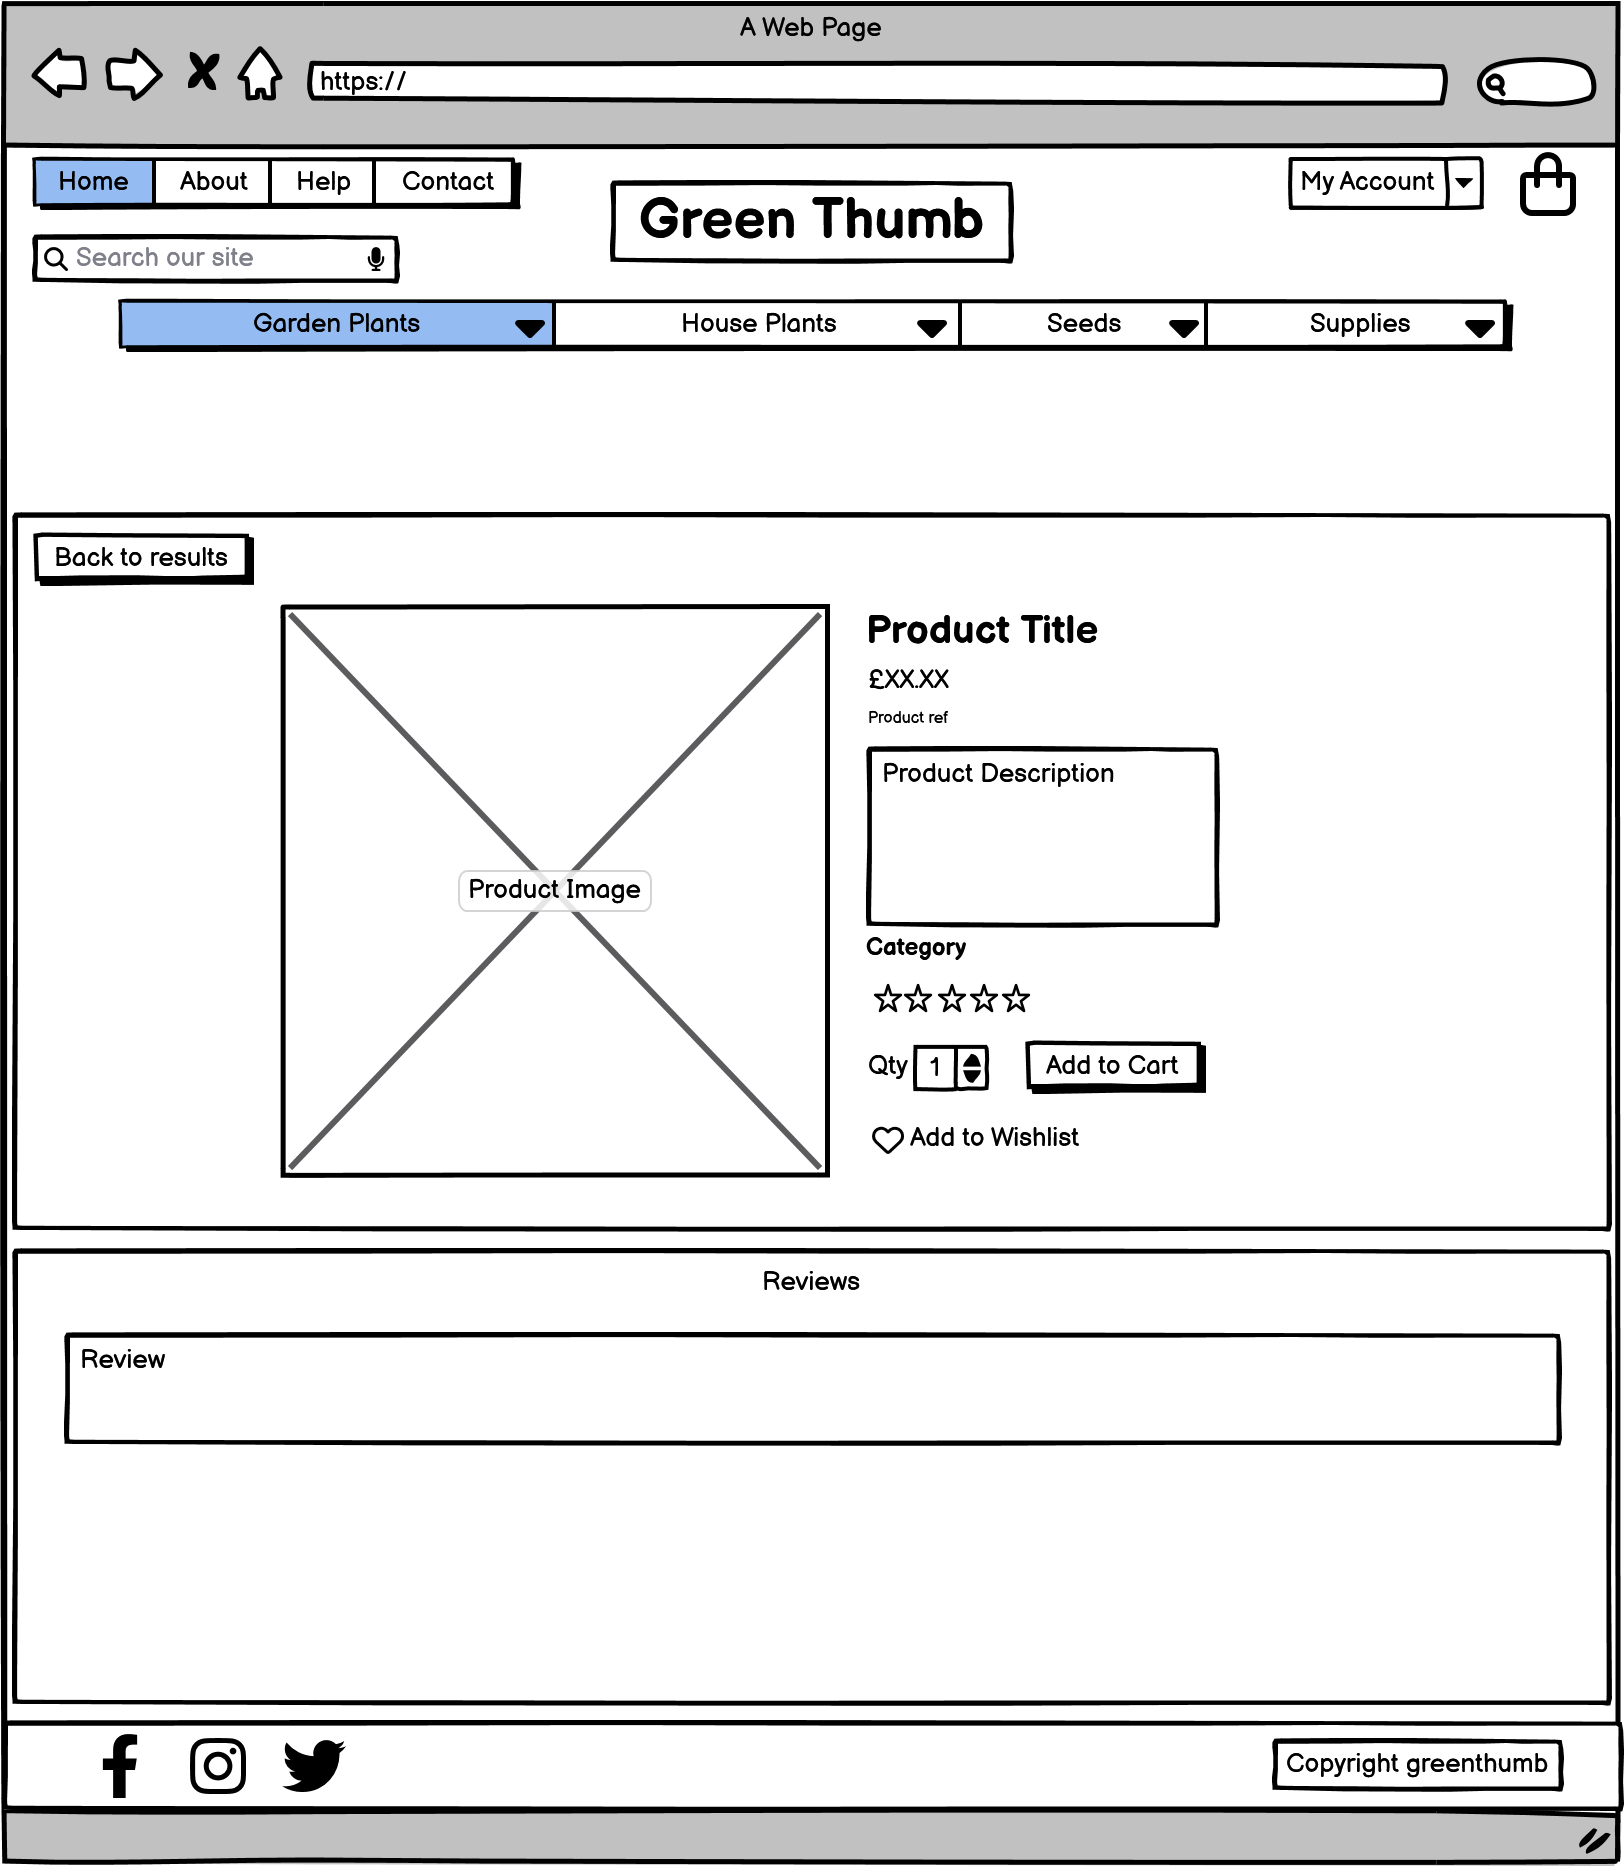 A Web Page
https://
Home About Help Contact
My Account
Green Thumb
Search our site
Garden Plants House Plants Seeds Supplies
Back to results
Product Title
£XX.XX
Product ref
Product Description
Product Image
Category
Qty 1 Add to Cart
Add to Wishlist
Reviews
Review
Copyright greenthumb